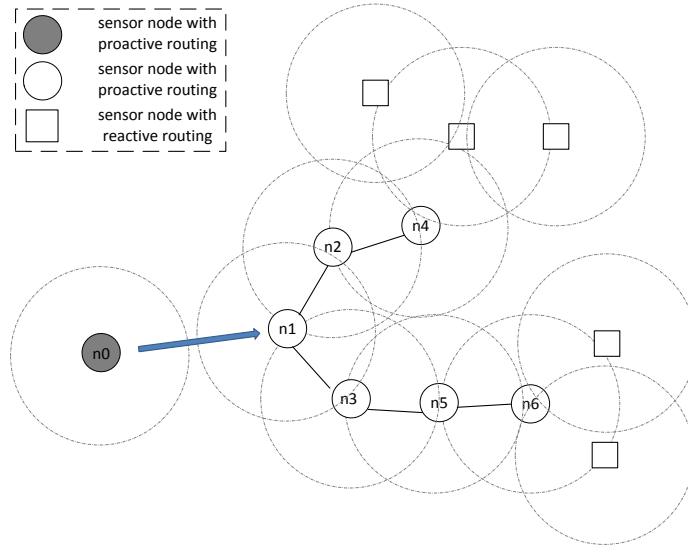 sensor node with
proactive routing
sensor node with
proactive routing
sensor node with
reactive routing
n4
n2
n1
n0
n3
n5
n6